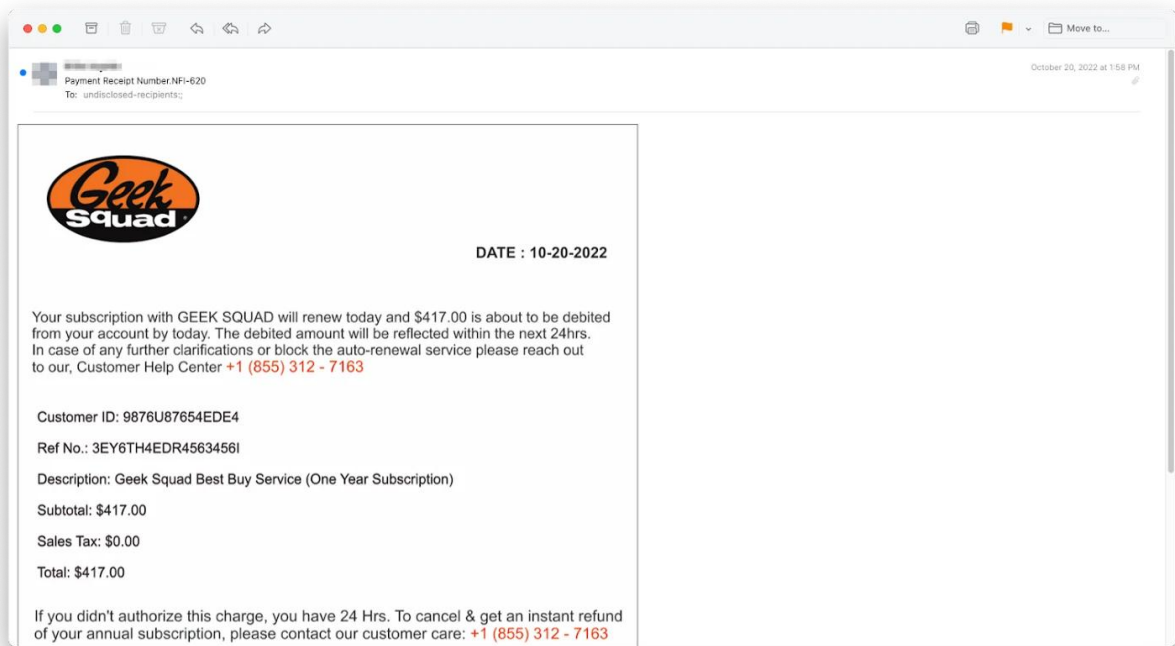 Move to...
October 20, 2022 at 1:58 PM
Payment Receipt Number.NFI-620
To: undisclosed-recipients:;
Geek
Squad
DATE : 10-20-2022
Your subscription with GEEK SQUAD will renew today and $417.00 is about to be debited
from your account by today. The debited amount will be reflected within the next 24hrs.
In case of any further clarifications or block the auto-renewal service please reach out
to our, Customer Help Center +1 (855) 312 - 7163
Customer ID: 9876U87654EDE4
Ref No.: 3EY6TH4EDR4563456I
Description: Geek Squad Best Buy Service (One Year Subscription)
Subtotal: $417.00
Sales Tax: $0.00
Total: $417.00
If you didn't authorize this charge, you have 24 Hrs. To cancel & get an instant refund
of your annual subscription, please contact our customer care: +1 (855) 312 - 7163